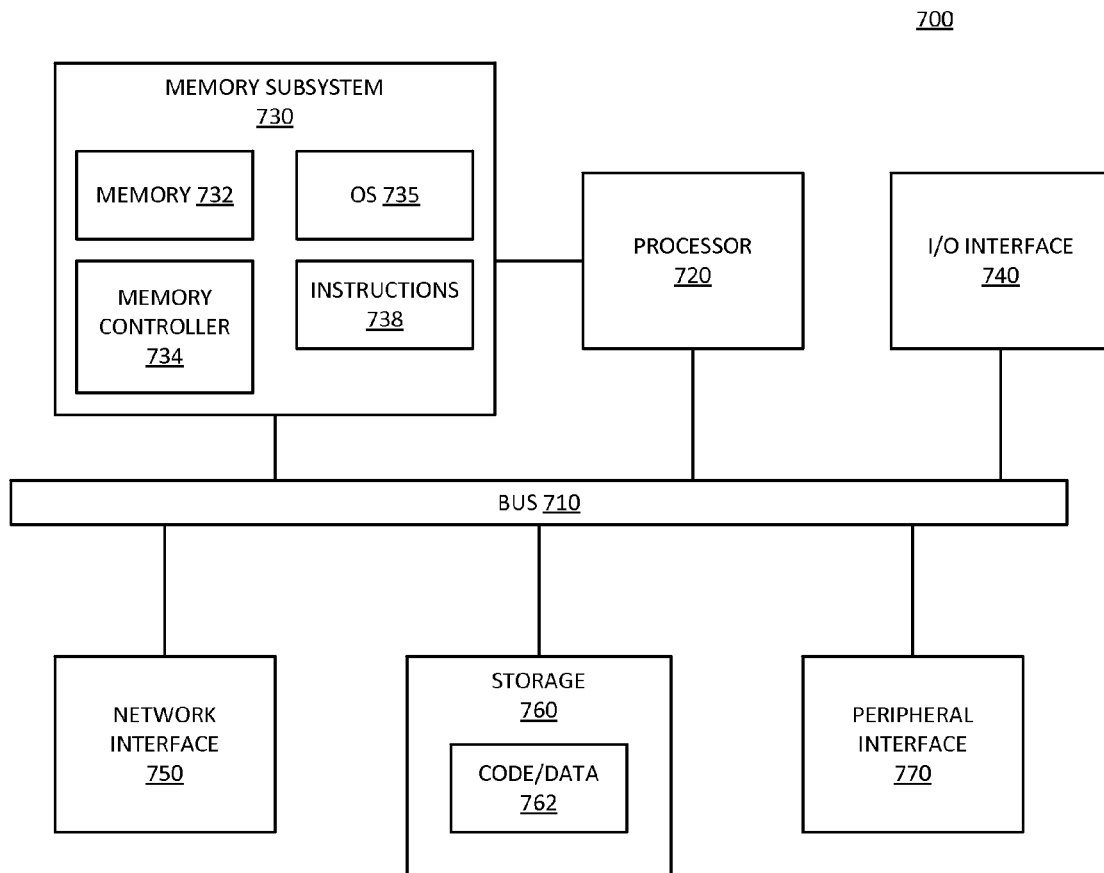 700
MEMORY SUBSYSTEM
730
MEMORY 732
OS 735
MEMORY
CONTROLLER
734
INSTRUCTIONS
738
PROCESSOR
720
I/O INTERFACE
740
BUS 710
NETWORK
INTERFACE
750
STORAGE
760
CODE/DATA
762
PERIPHERAL
INTERFACE
770